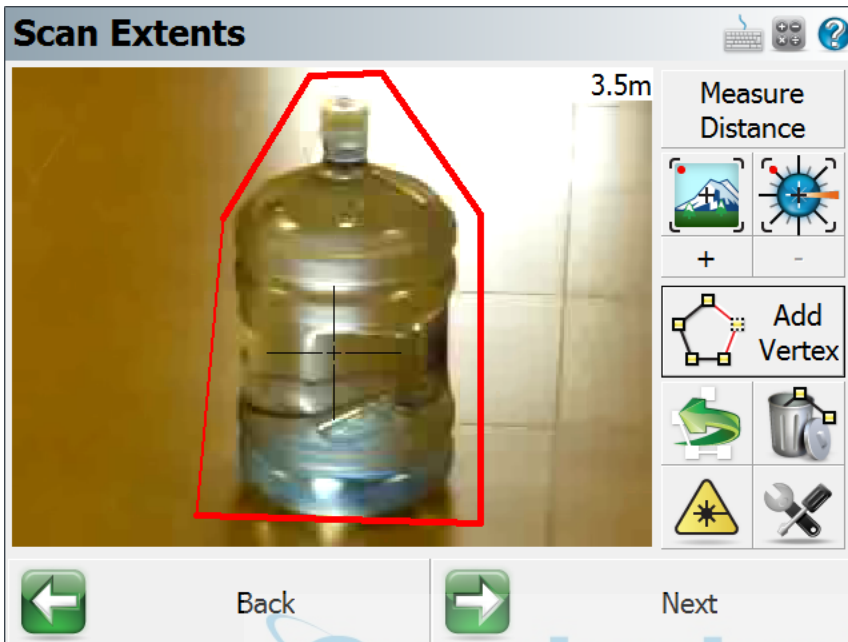 Scan Extents
3.5m
Measure
Distance
+
-
Add
Vertex
Back
Next